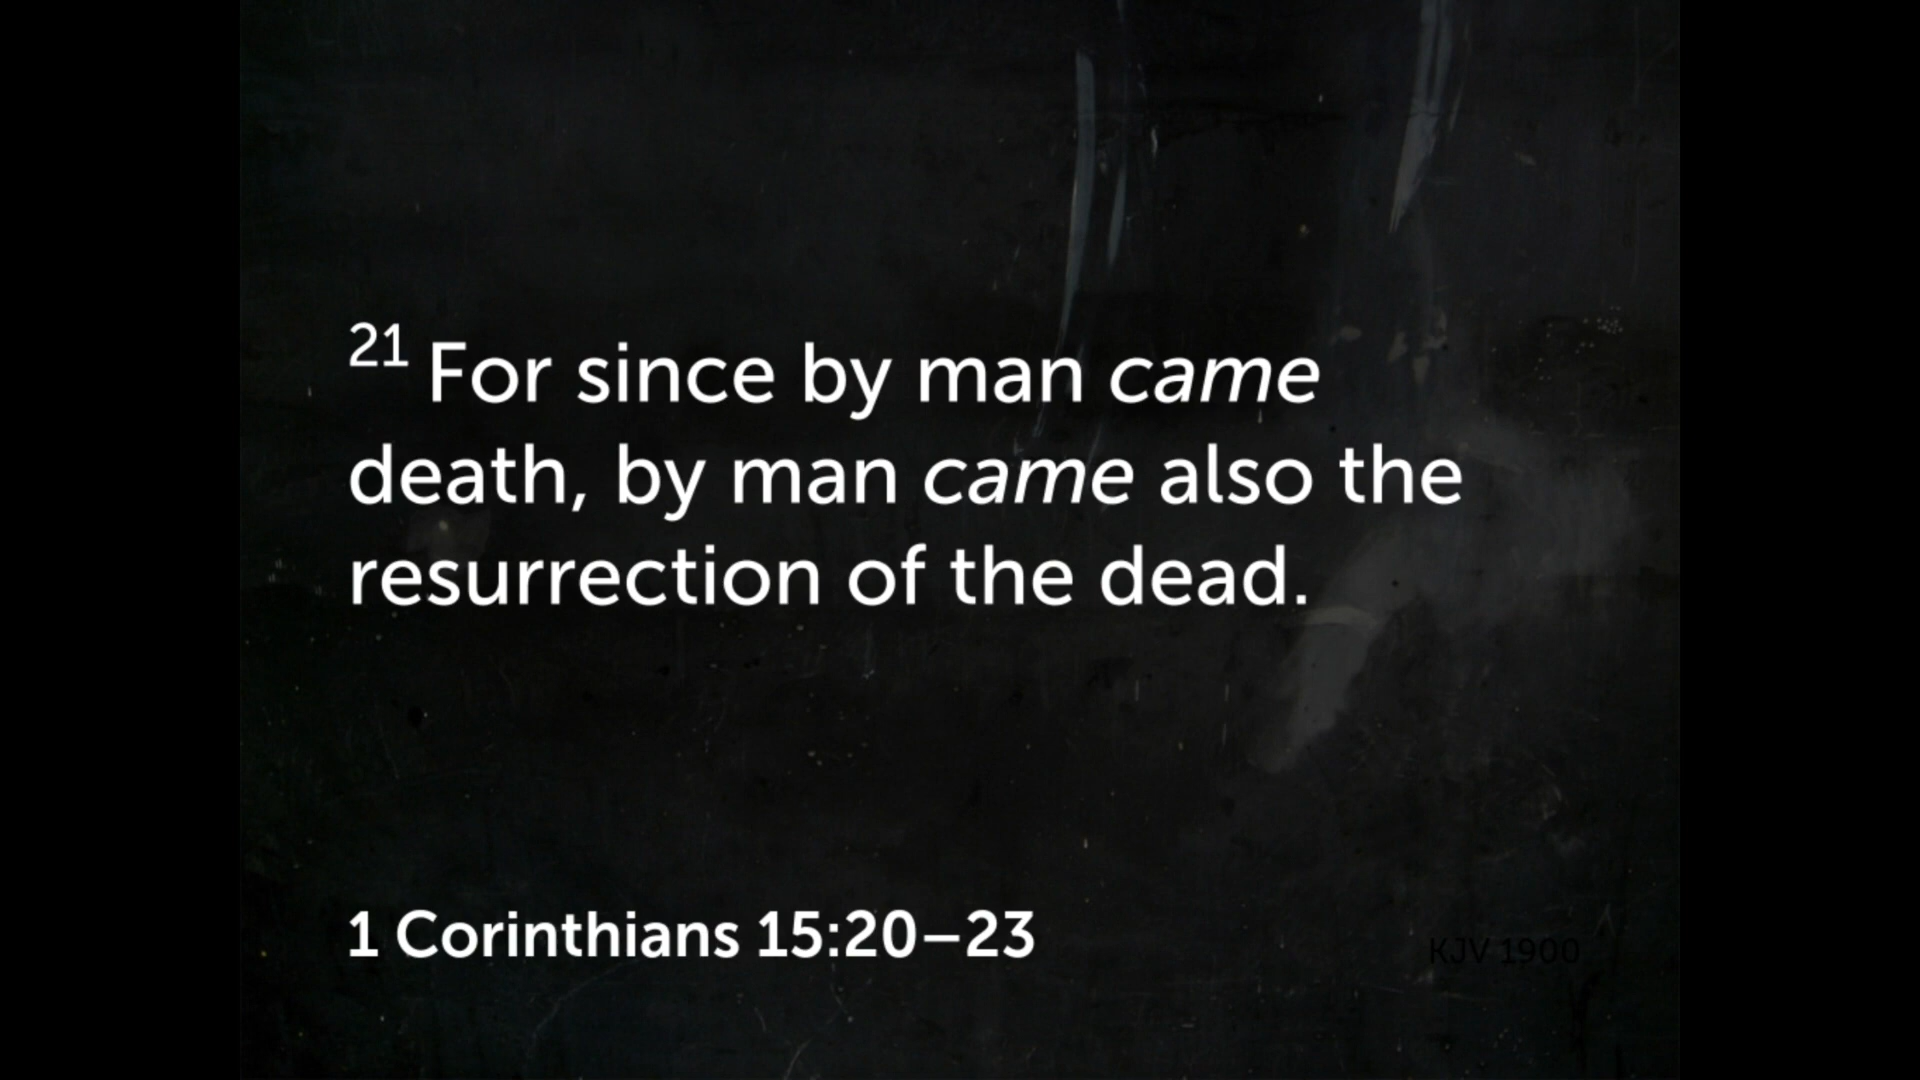 21 For since by man came
death, by man came also the
resurrection of the dead.
1 Corinthians 15:20–23
KJV 1900